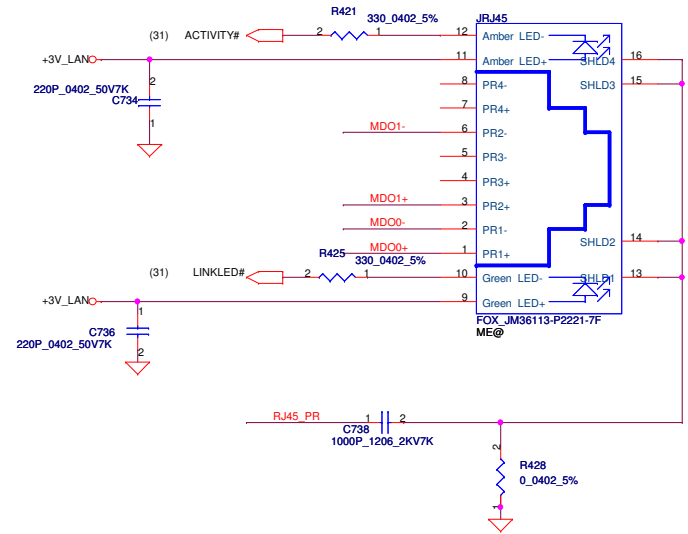 R421
330_0402_5%
JRJ45
(31) ACTIVITY# 2 1 12 Amber LED-
+3V_LAN 11 Amber LED+ SHLD4 16
2 8 PR4- SHLD3 15
220P_0402_50V7K
C734
7 PR4+
1 MDO1- 6 PR2-
5 PR3-
4 PR3+
MDO1+ 3 PR2+
MDO0- 2 PR1-
SHLD2 14
MDO0+ 1 PR1+
R425
330_0402_5%
(31) LINKLED# 2 1 10 Green LED- SHLD1 13
+3V_LAN 9 Green LED+
1
FOX_JM36113-P2221-7F
C736 ME@
220P_0402_50V7K
2
RJ45_PR 1 2
C738
1000P_1206_2KV7K
2
R428
0_0402_5%
1